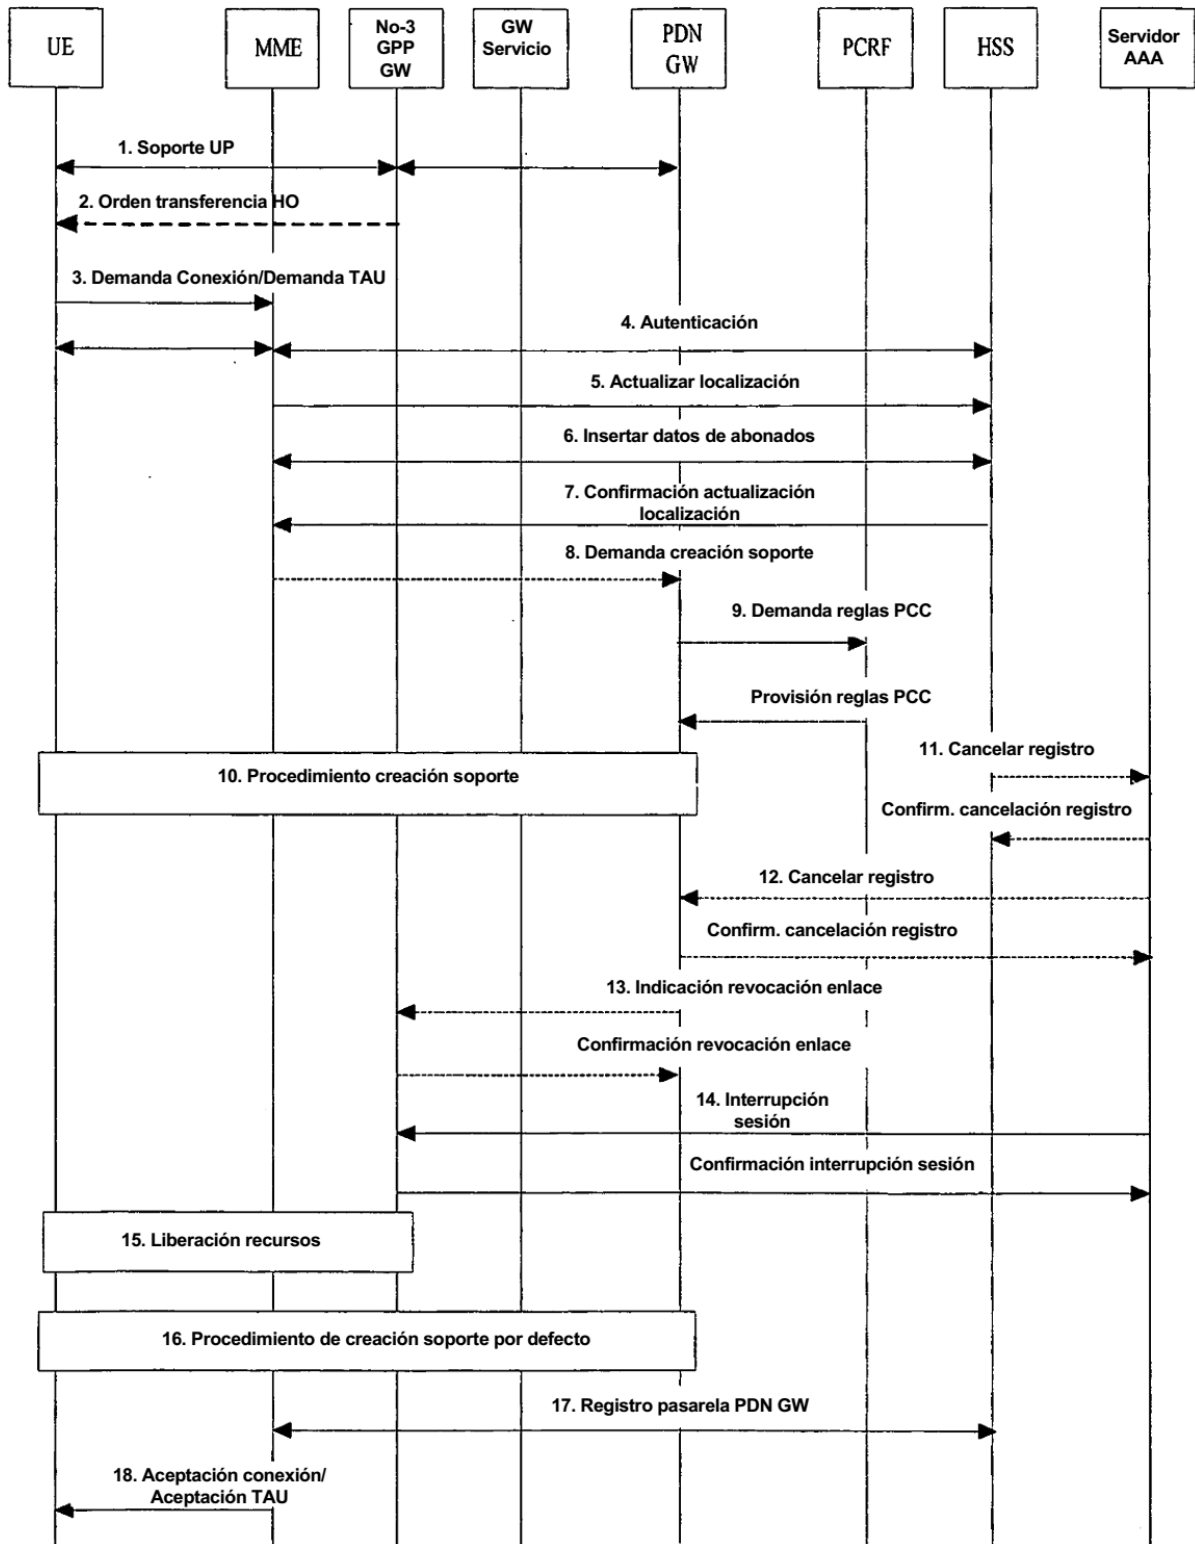 UE
MME
No-3
GPP
GW
GW
Servicio
PDN
GW
PCRF
HSS
Servidor
AAA
1. Soporte UP
2. Orden transferencia HO
3. Demanda Conexión/Demanda TAU
4. Autenticación
5. Actualizar localización
6. Insertar datos de abonados
7. Confirmación actualización
localización
8. Demanda creación soporte
9. Demanda reglas PCC
Provisión reglas PCC
10. Procedimiento creación soporte
11. Cancelar registro
Confirm. cancelación registro
12. Cancelar registro
Confirm. cancelación registro
13. Indicación revocación enlace
Confirmación revocación enlace
14. Interrupción
sesión
Confirmación interrupción sesión
15. Liberación recursos
16. Procedimiento de creación soporte por defecto
17. Registro pasarela PDN GW
18. Aceptación conexión/
Aceptación TAU